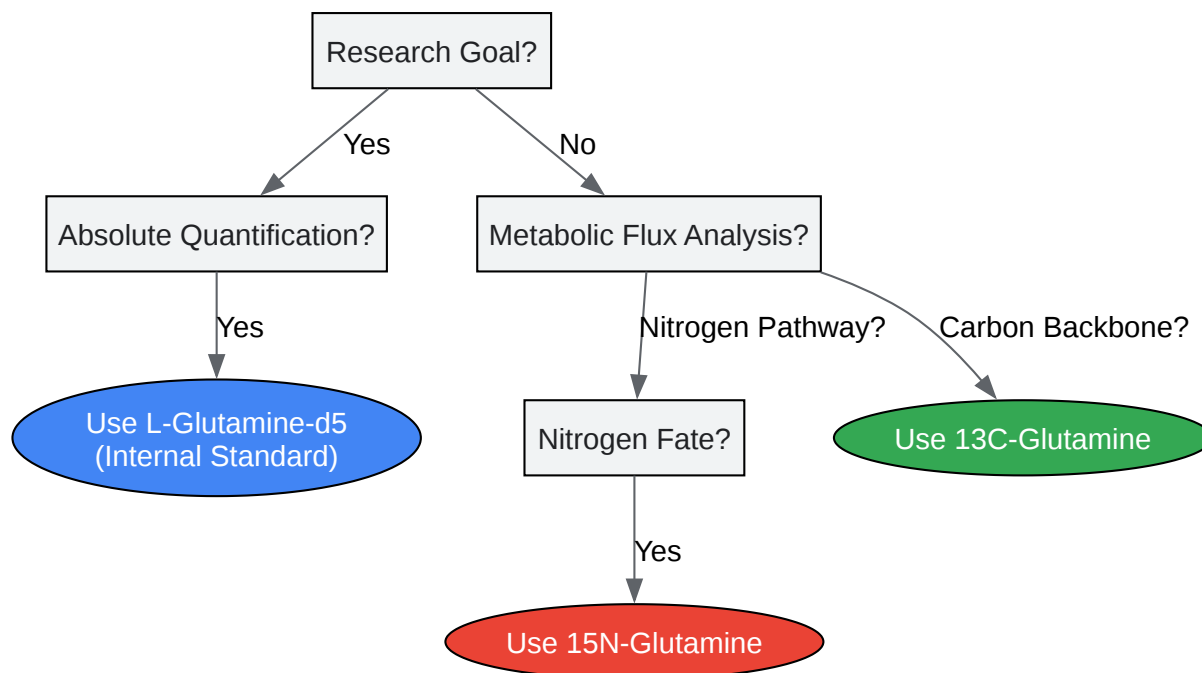 Research Goal?
Yes
No
Absolute Quantification?
Metabolic Flux Analysis?
Yes
Nitrogen Pathway?
Carbon Backbone?
Use L-Glutamine-d5
(Internal Standard)
Nitrogen Fate?
Use 13C-Glutamine
Yes
Use 15N-Glutamine